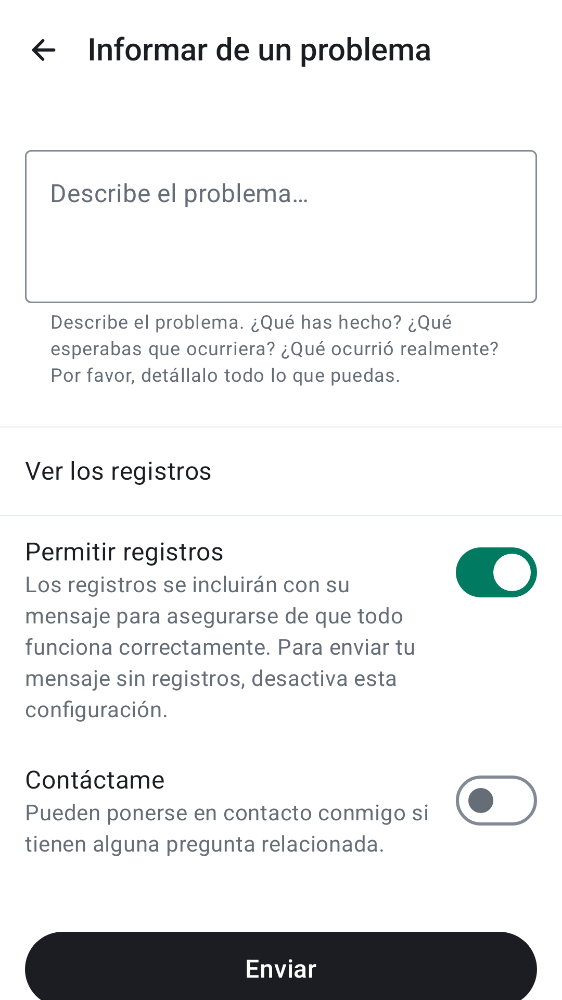 Informar de un problema
Describe el problema…
Describe el problema. ¿Qué has hecho? ¿Qué
esperabas que ocurriera? ¿Qué ocurrió realmente?
Por favor, detállalo todo lo que puedas.
Ver los registros
Permitir registros
Los registros se incluirán con su
mensaje para asegurarse de que todo
funciona correctamente. Para enviar tu
mensaje sin registros, desactiva esta
configuración.
Contáctame
Pueden ponerse en contacto conmigo si
tienen alguna pregunta relacionada.
Enviar